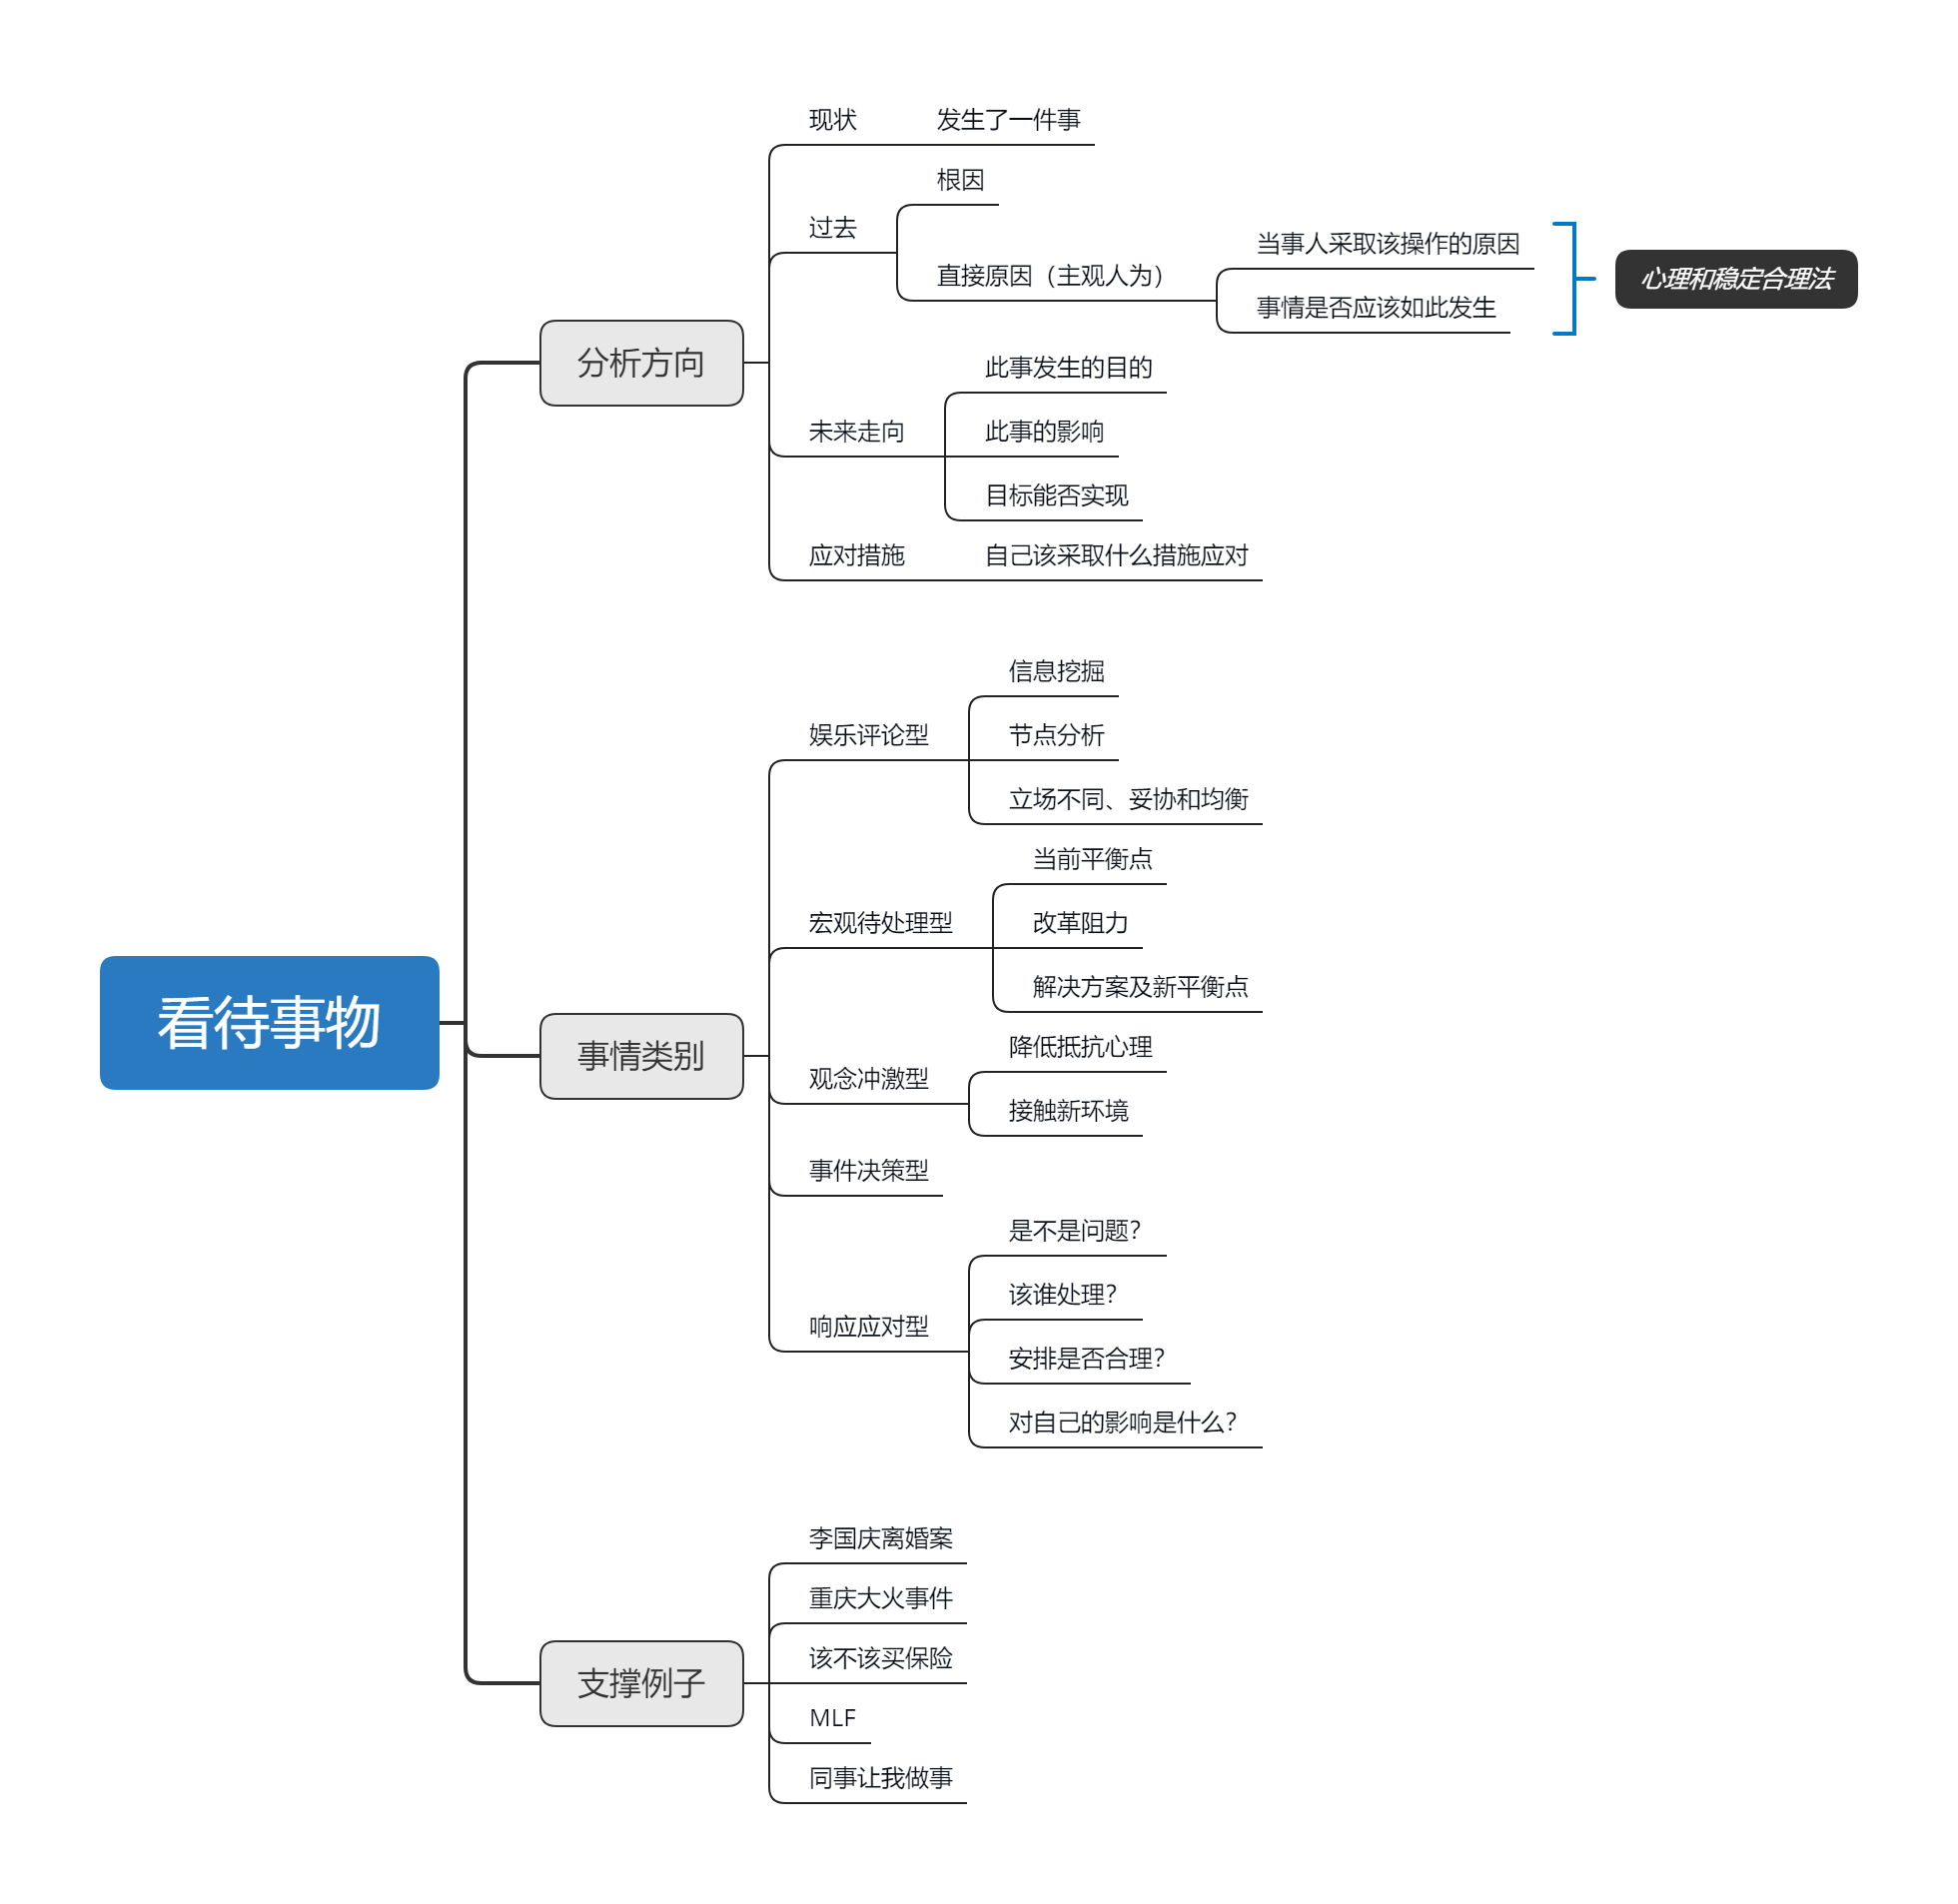 看待事物
分析方向
现状
发生了一件事
过去
根因
直接原因（主观人为）
当事人采取该操作的原因
事情是否应该如此发生
心理和稳定合理法
未来走向
此事发生的目的
此事的影响
目标能否实现
应对措施
自己该采取什么措施应对
事情类别
娱乐评论型
信息挖掘
节点分析
立场不同、妥协和均衡
宏观待处理型
当前平衡点
改革阻力
解决方案及新平衡点
观念冲激型
降低抵抗心理
接触新环境
事件决策型
响应应对型
是不是问题？
该谁处理？
安排是否合理？
对自己的影响是什么？
支撑例子
李国庆离婚案
重庆大火事件
该不该买保险
MLF
同事让我做事